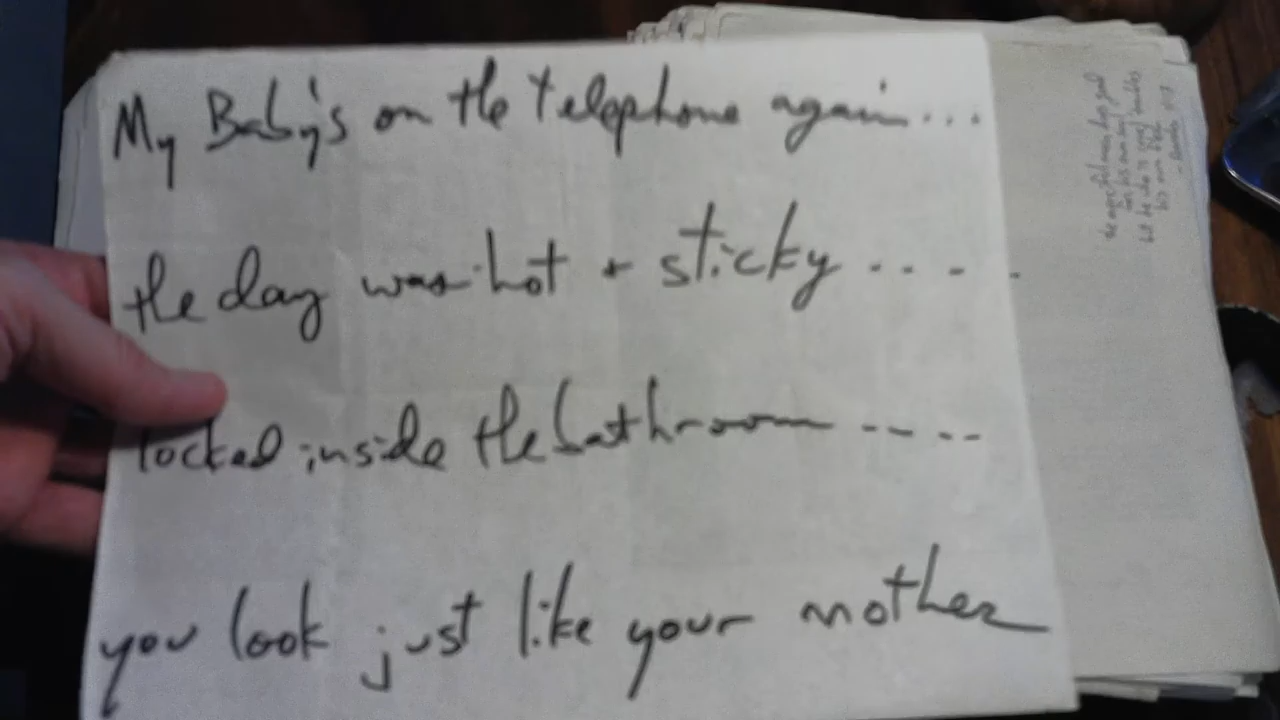 My Baby's on the telephone again...
the day was hot + sticky.....
locked inside the bathroom----
you look just like your mother